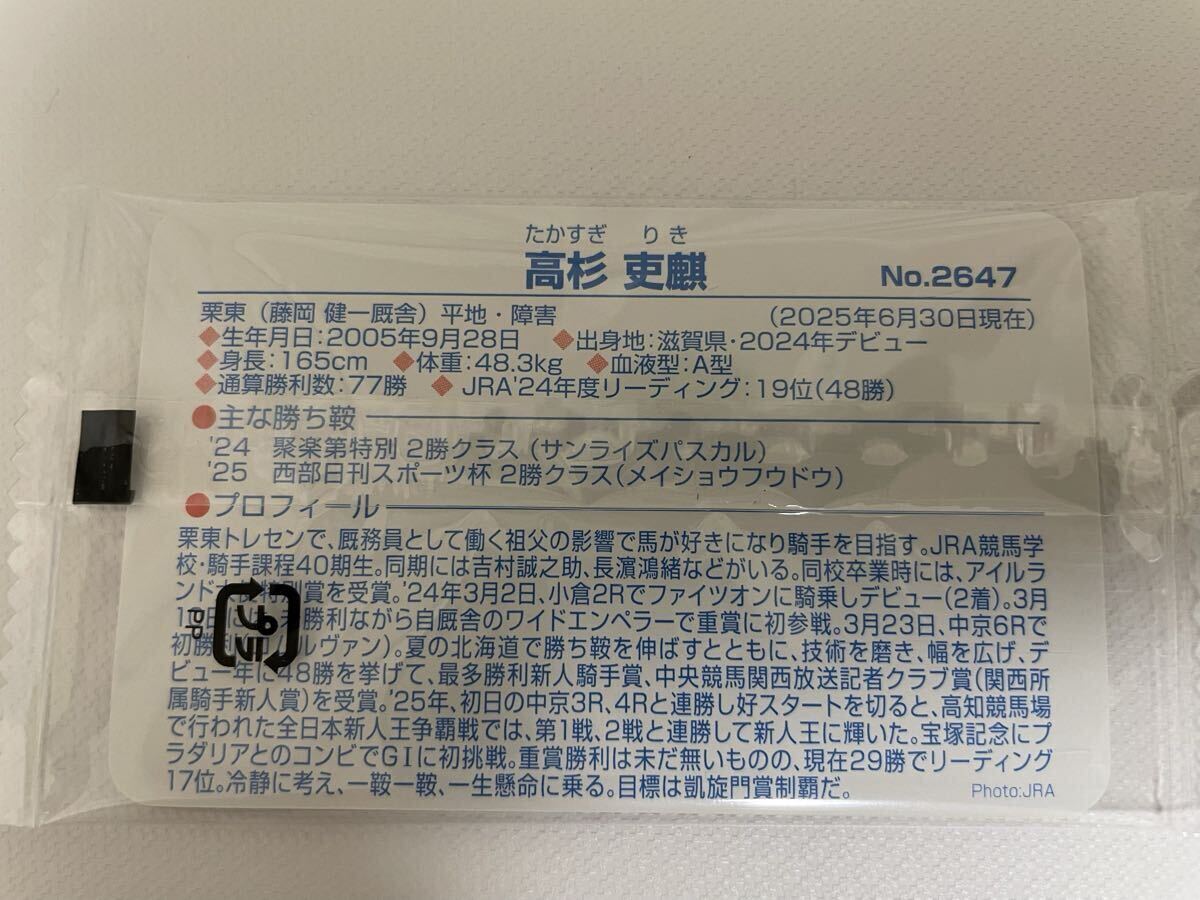 たかすぎ りき
高杉 吏麒 No.2647
栗東（藤岡 健一厩舎）平地・障害 （2025年6月30日現在）
◆生年月日：2005年9月28日 ◆出身地：滋賀県・2024年デビュー
◆身長：165cm ◆体重：48.3kg ◆血液型：A型
◆通算勝利数：77勝 ◆JRA'24年度リーディング：19位（48勝）
●主な勝ち鞍
'24 聚楽第特別 2勝クラス（サンライズパスカル）
'25 西部日刊スポーツ杯 2勝クラス（メイショウフウドウ）
●プロフィール
栗東トレセンで、厩務員として働く祖父の影響で馬が好きになり騎手を目指す。JRA競馬学
校・騎手課程40期生。同期には吉村誠之助、長濱鴻緒などがいる。同校卒業時には、アイル
ランド大使特別賞を受賞。'24年3月2日、小倉2Rでファイツオンに騎乗しデビュー（2着）。3月
勝利ながら自厩舎のワイドエンペラーで重賞に初参戦。3月23日、中京6Rで
初勝利 ルヴァン）。夏の北海道で勝ち鞍を伸ばすとともに、技術を磨き、幅を広げ、デ
ビュー年に48勝を挙げて、最多勝利新人騎手賞、中央競馬関西放送記者クラブ賞（関西所
属騎手新人賞）を受賞。'25年、初日の中京3R、4Rと連勝し好スタートを切ると、高知競馬場
で行われた全日本新人王争覇戦では、第1戦、2戦と連勝して新人王に輝いた。宝塚記念にプ
ラダリアとのコンビでGIに初挑戦。重賞勝利は未だ無いものの、現在29勝でリーディング
17位。冷静に考え、一鞍一鞍、一生懸命に乗る。目標は凱旋門賞制覇だ。
Photo:JRA
プラ
PP